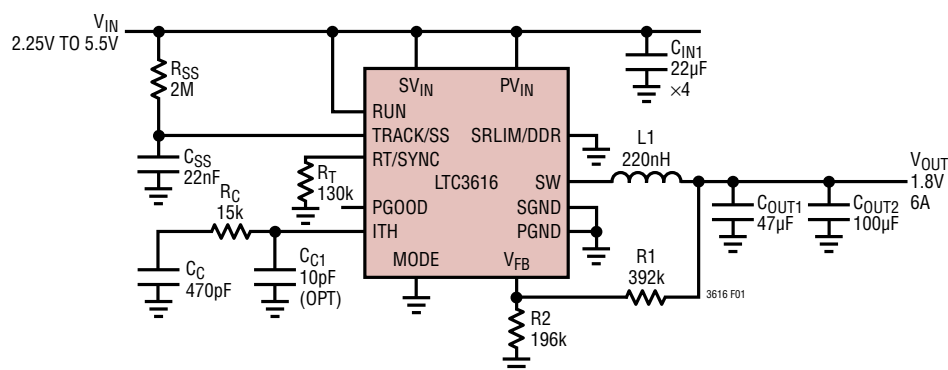 VIN
2.25V TO 5.5V
RSS
2M
CSS
22nF
RC
15k
CC
470pF
CC1
10pF
(OPT)
RT
130k
SVIN
PVIN
RUN
TRACK/SS
RT/SYNC
PGOOD
ITH
MODE
LTC3616
SRLIM/DDR
SW
SGND
PGND
VFB
CIN1
22µF
×4
L1
220nH
VOUT
1.8V
6A
COUT1
47µF
COUT2
100µF
R1
392k
3616 F01
R2
196k